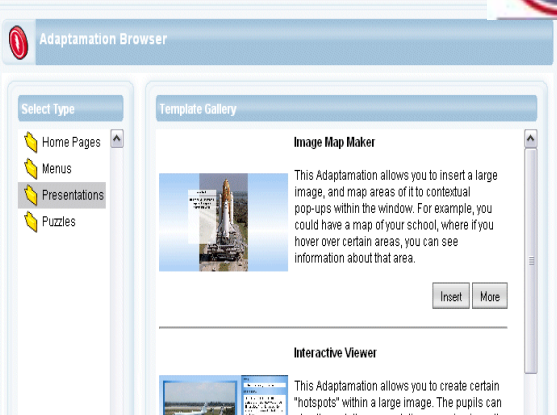 Adaptamation Browser
Select Type
Home Pages
Menus
Presentations
Puzzles
Template Gallery
Image Map Maker
This Adaptamation allows you to insert a large
image, and map areas of it to contextual
pop-ups within the window. For example, you
could have a map of your school, where if you
hover over certain areas, you can see
information about that area.
Insert More
Interactive Viewer
This Adaptamation allows you to create certain
"hotspots" within a large image. The pupils can